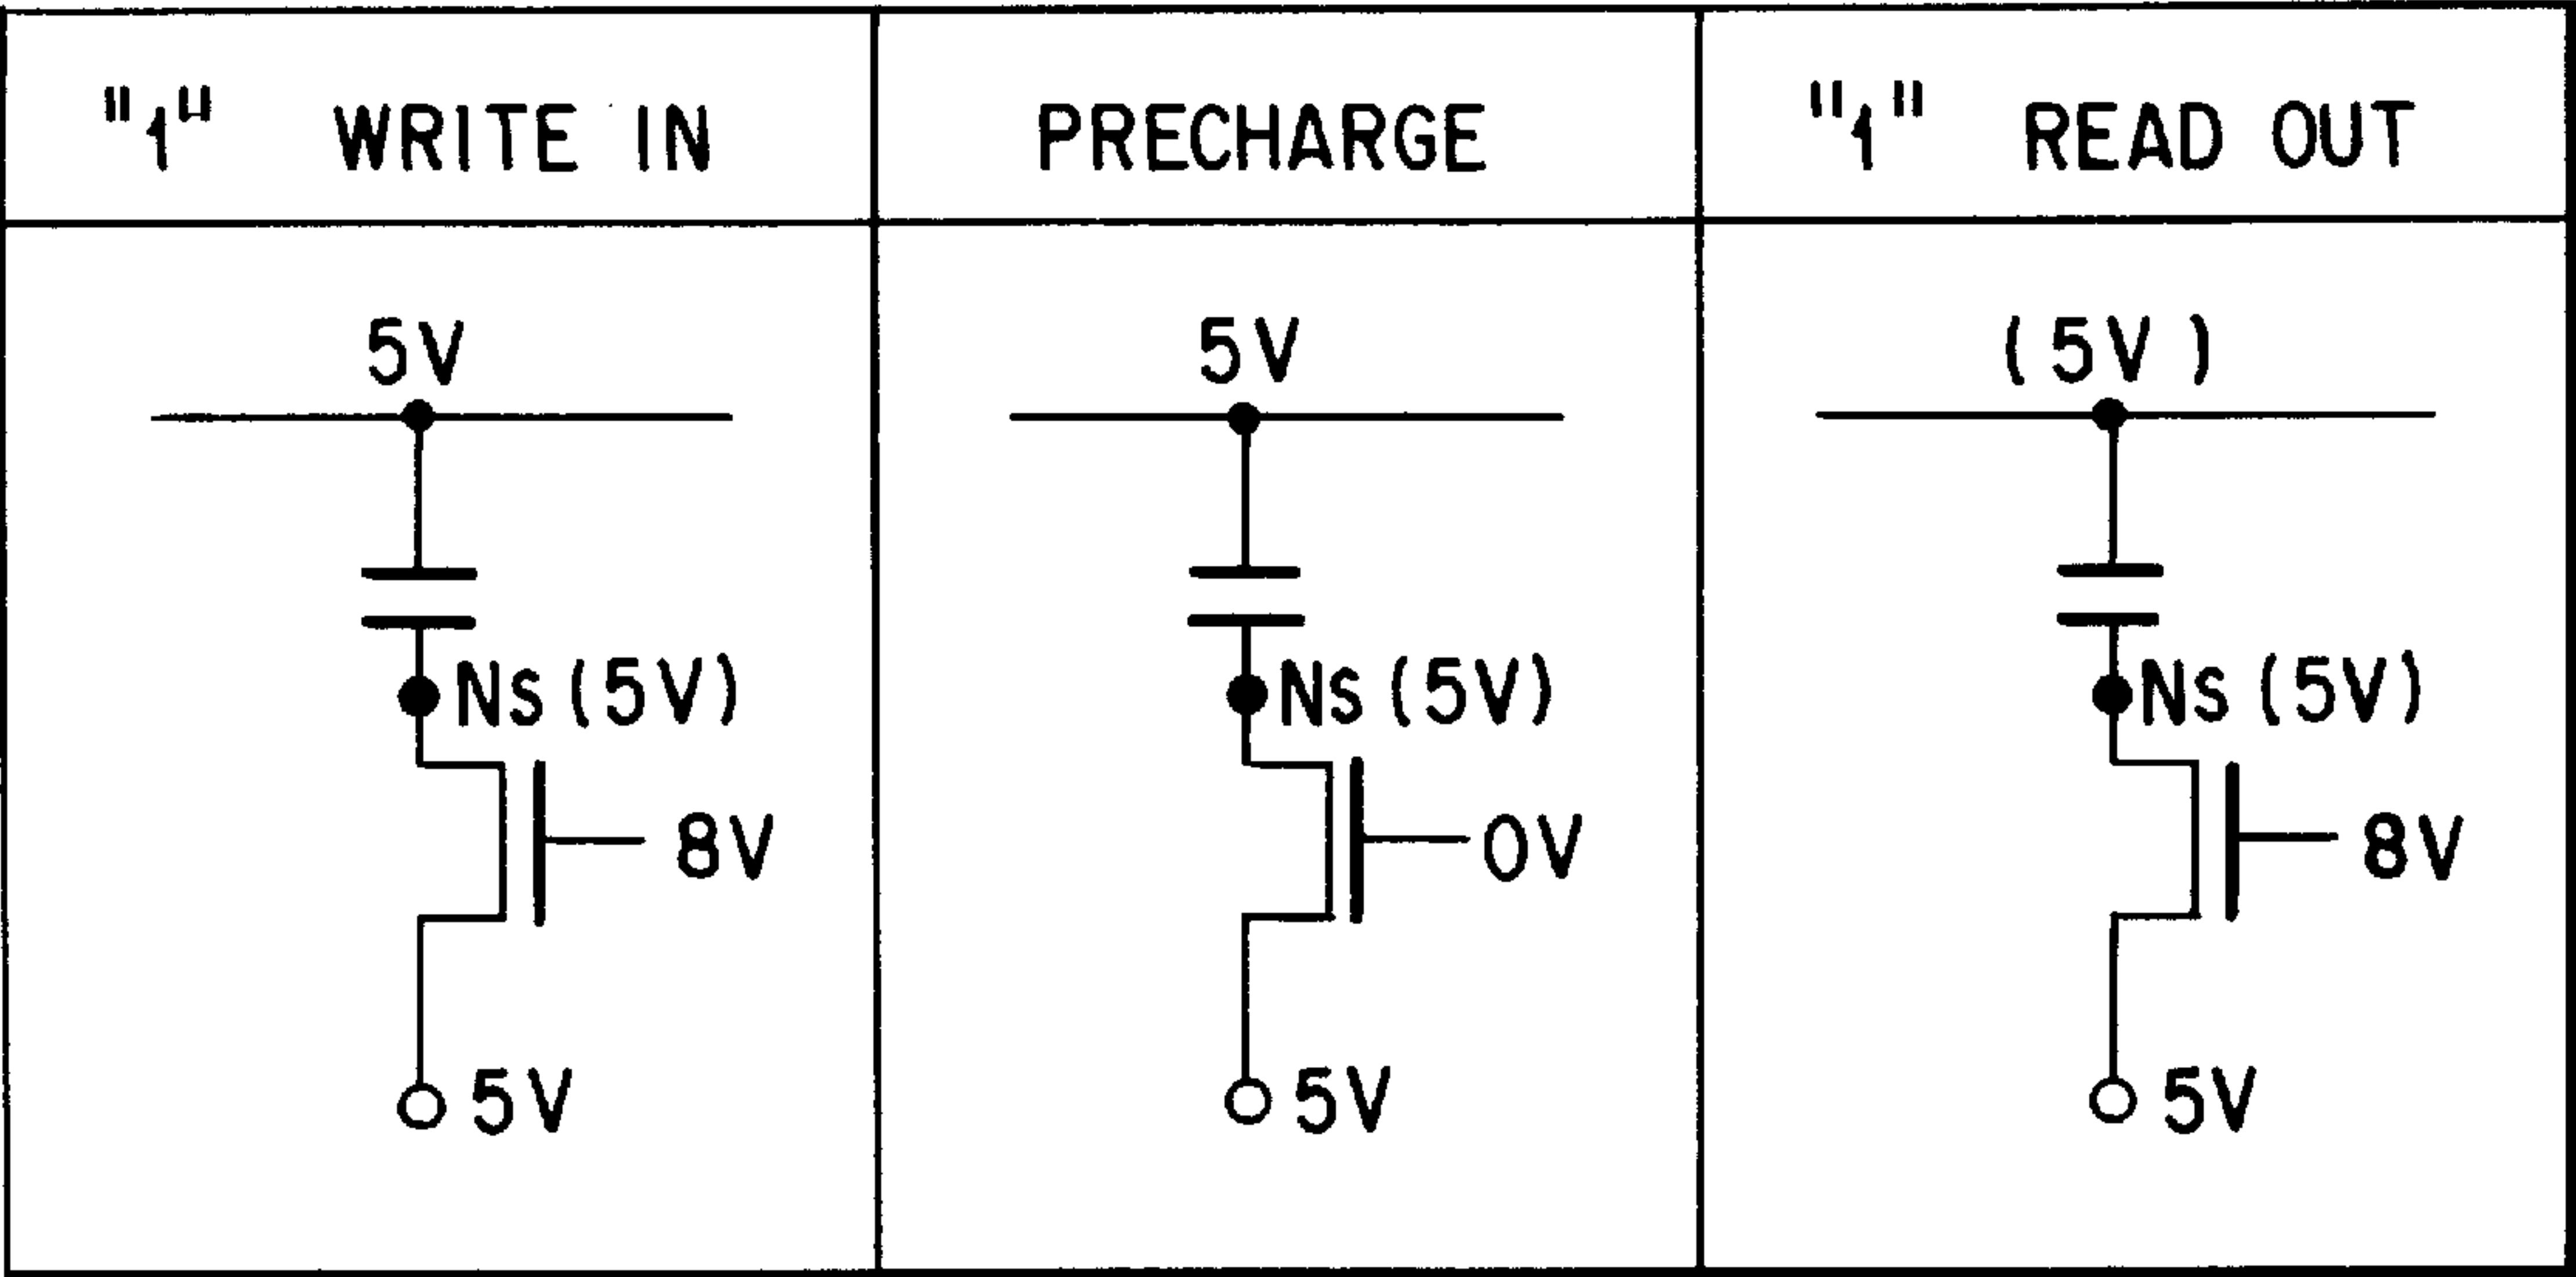 "1" WRITE IN
PRECHARGE
"1" READ OUT
5V
Ns (5V)
8V
5V
5V
Ns (5V)
0V
5V
(5V)
Ns (5V)
8V
5V